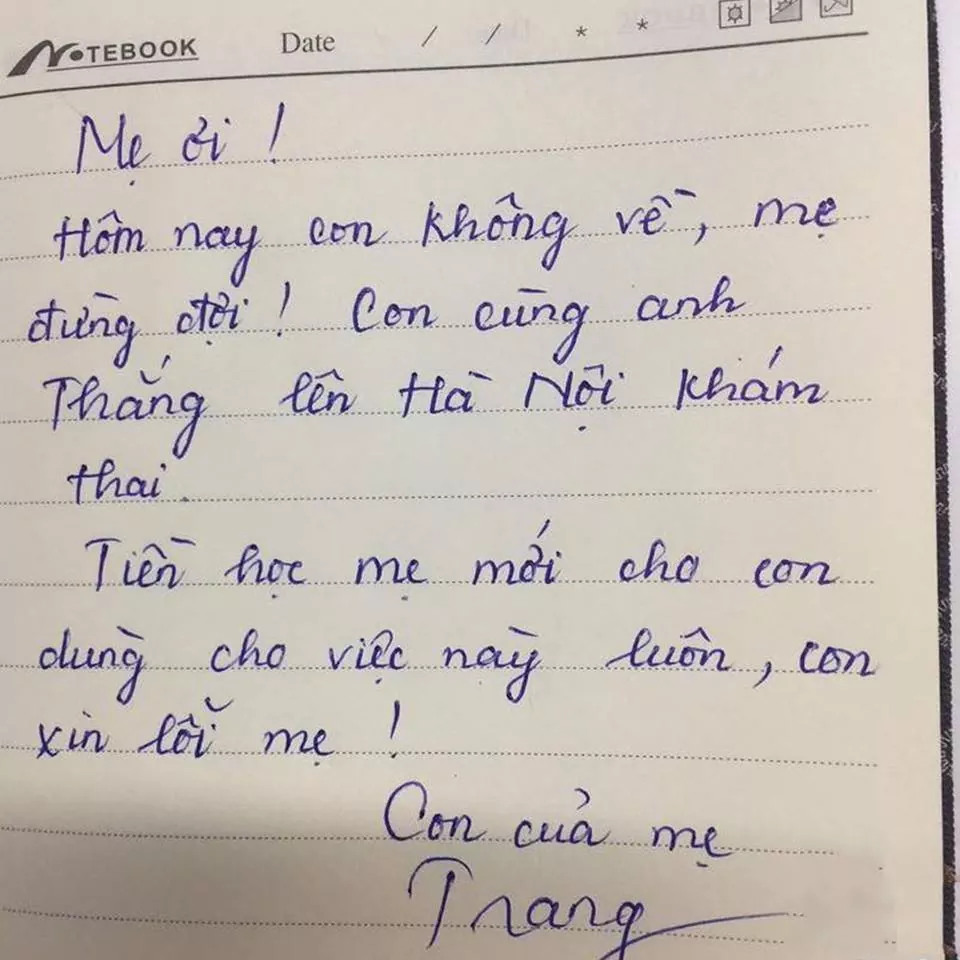 NOTEBOOK Date / / * *
Mẹ ơi !
Hôm nay con không về, mẹ
đừng đợi ! Con cùng anh
Thắng lên Hà Nội khám
thai.
Tiền học mẹ mới cho con
dùng cho việc này luôn, con
xin lỗi mẹ !
Con của mẹ
Trang